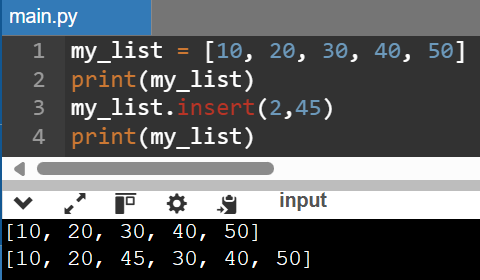 main.py
1 my_list = [10, 20, 30, 40, 50]
2 print(my_list)
3 my_list.insert(2,45)
4 print(my_list)
input
[10, 20, 30, 40, 50]
[10, 20, 45, 30, 40, 50]